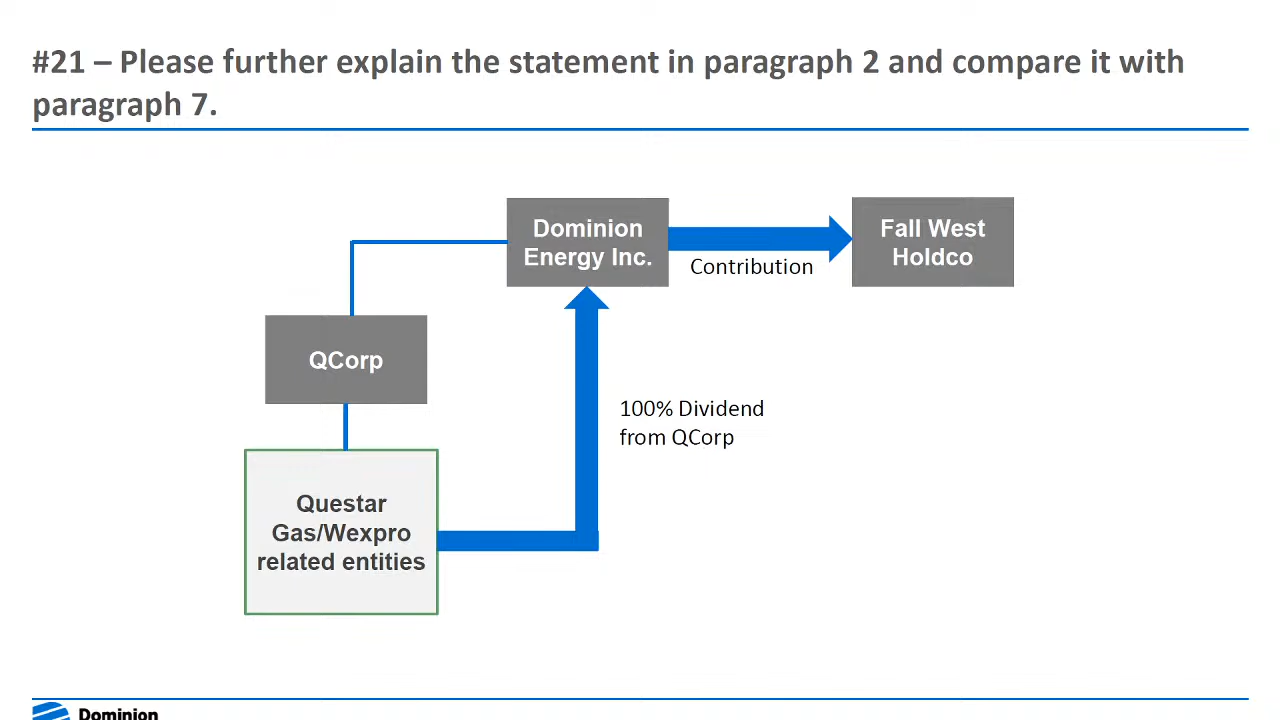 #21 – Please further explain the statement in paragraph 2 and compare it with
paragraph 7.
Dominion
Energy Inc.
Contribution
Fall West
Holdco
QCorp
100% Dividend
from QCorp
Questar
Gas/Wexpro
related entities
Dominion